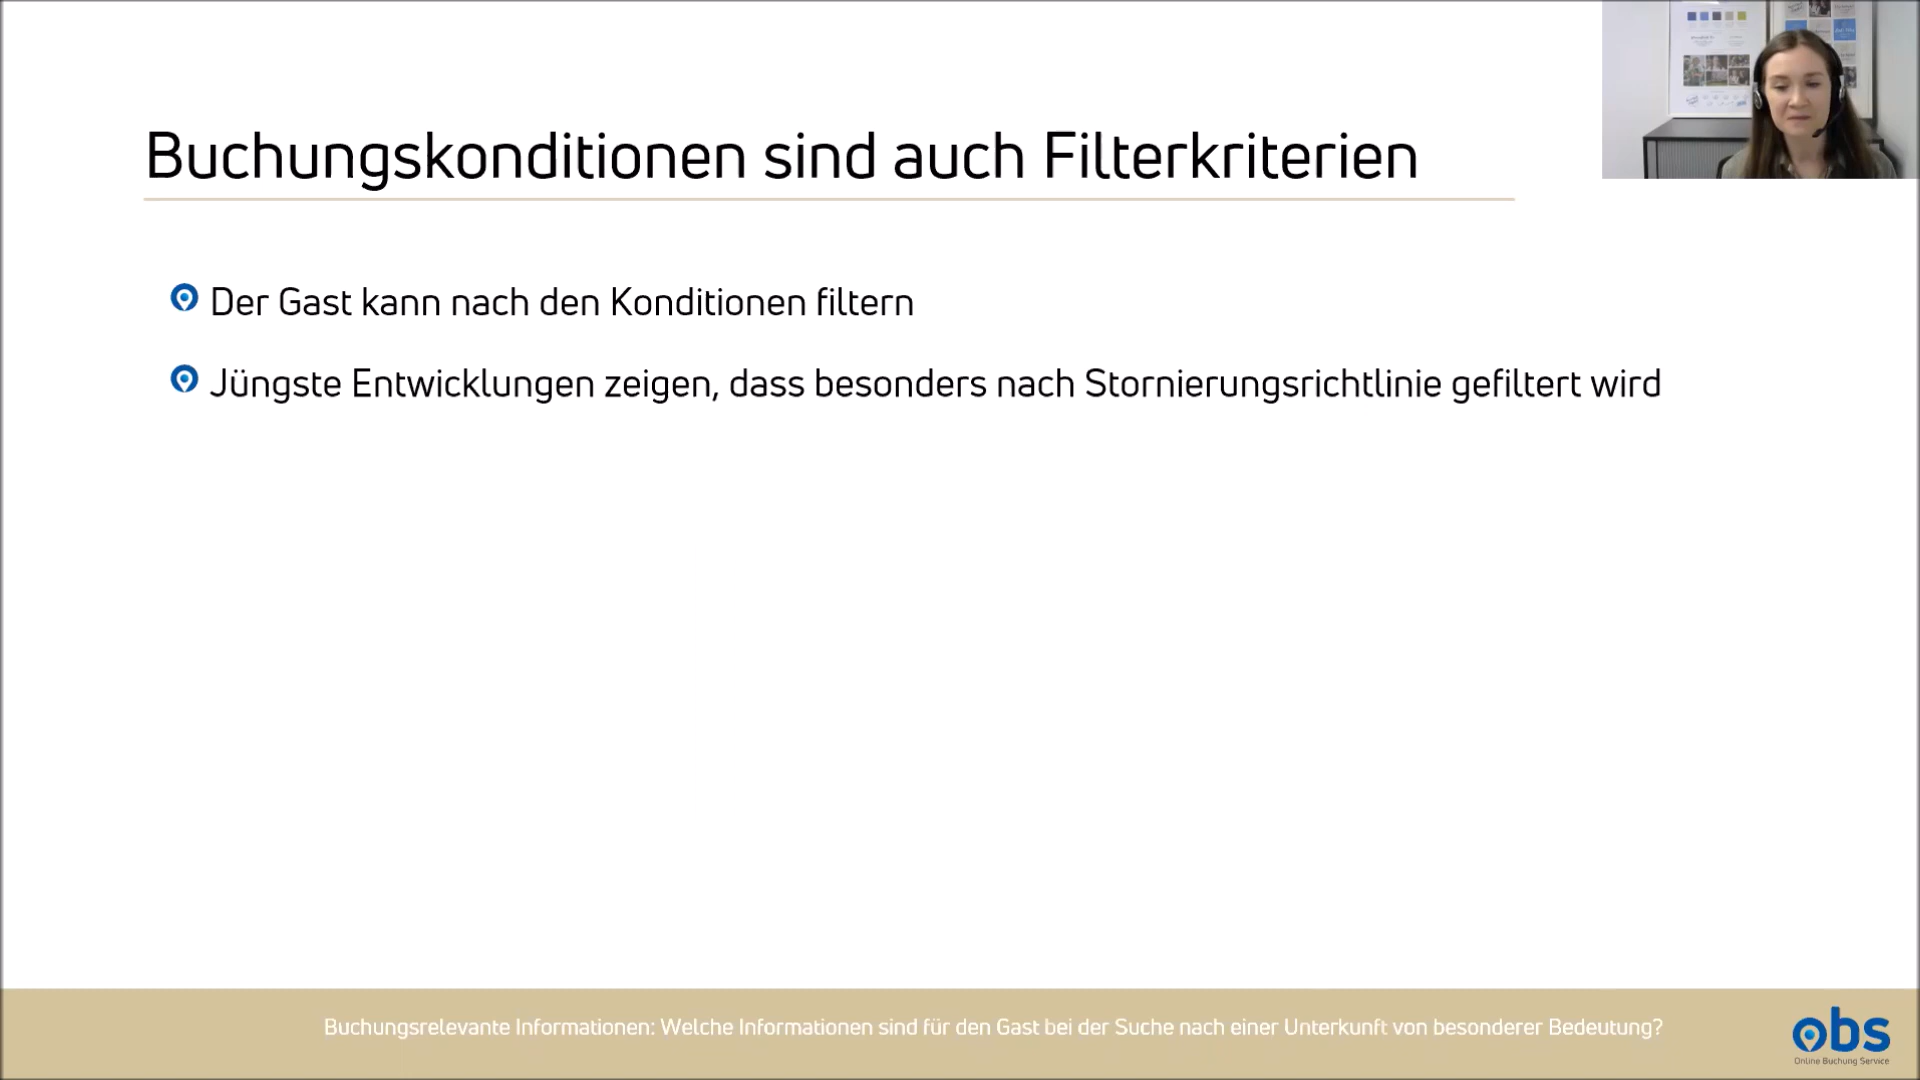 Buchungskonditionen sind auch Filterkriterien
Der Gast kann nach den Konditionen filtern
Jüngste Entwicklungen zeigen, dass besonders nach Stornierungsrichtlinie gefiltert wird
Buchungsrelevante Informationen: Welche Informationen sind für den Gast bei der Suche nach einer Unterkunft von besonderer Bedeutung?
obs
Online Buchung Service